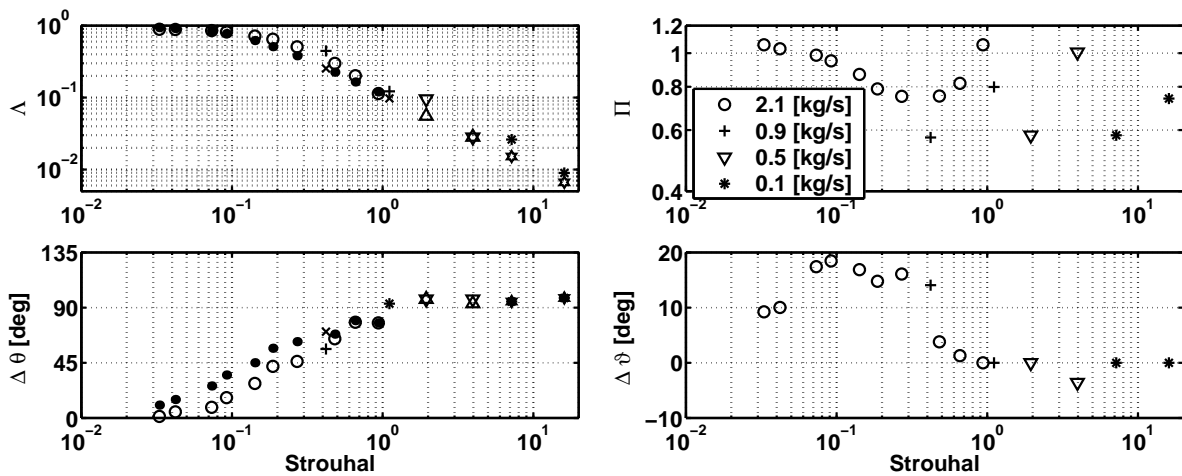 10^0
10^-1
10^-2
Λ
10^-2 10^-1 10^0 10^1
1.2
1
0.8
0.6
0.4
Π
2.1 [kg/s]
0.9 [kg/s]
0.5 [kg/s]
0.1 [kg/s]
10^-2 10^-1 10^0 10^1
135
90
45
0
Δ θ [deg]
10^-2 10^-1 10^0 10^1
Strouhal
20
10
0
−10
Δ ϑ [deg]
10^-2 10^-1 10^0 10^1
Strouhal